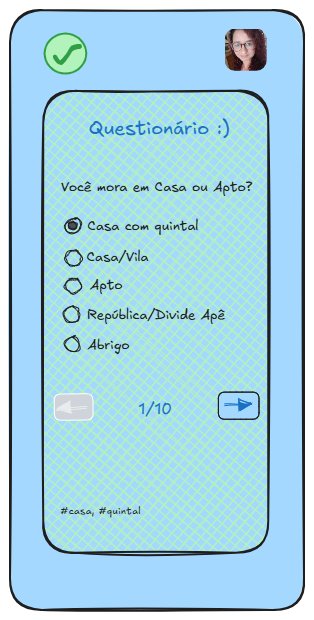 Questionário :)
Você mora em Casa ou Apto?
Casa com quintal
Casa/Vila
Apto
República/Divide Apê
Abrigo
1/10
#casa, #quintal